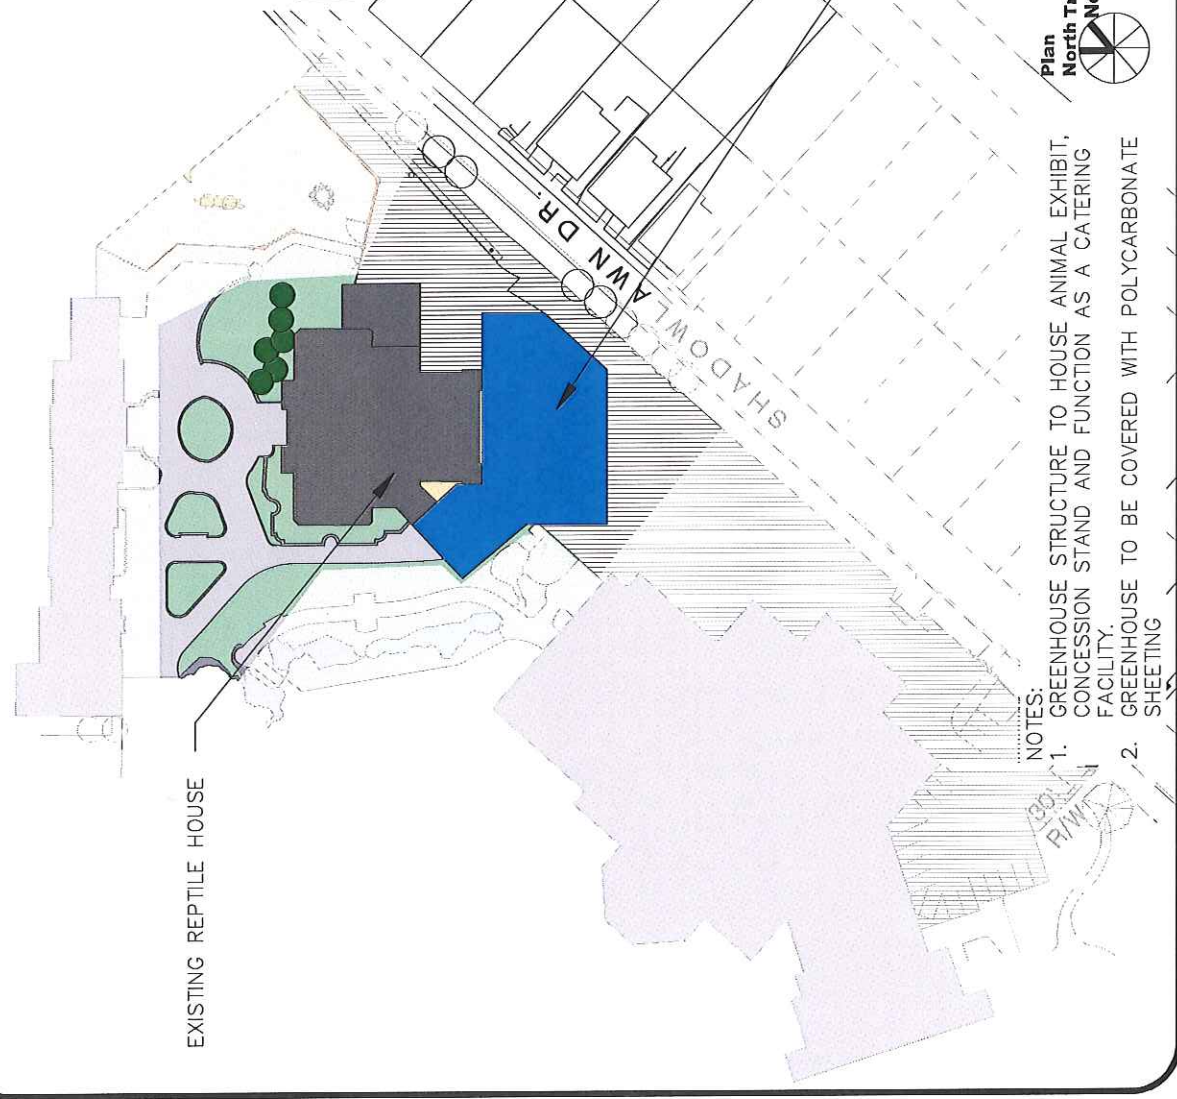 EXISTING REPTILE HOUSE
SHADOWLAWN DR.
30'
R/W
NOTES:
1. GREENHOUSE STRUCTURE TO HOUSE ANIMAL EXHIBIT,
CONCESSION STAND AND FUNCTION AS A CATERING
FACILITY.
2. GREENHOUSE TO BE COVERED WITH POLYCARBONATE
SHEETING
Plan
North